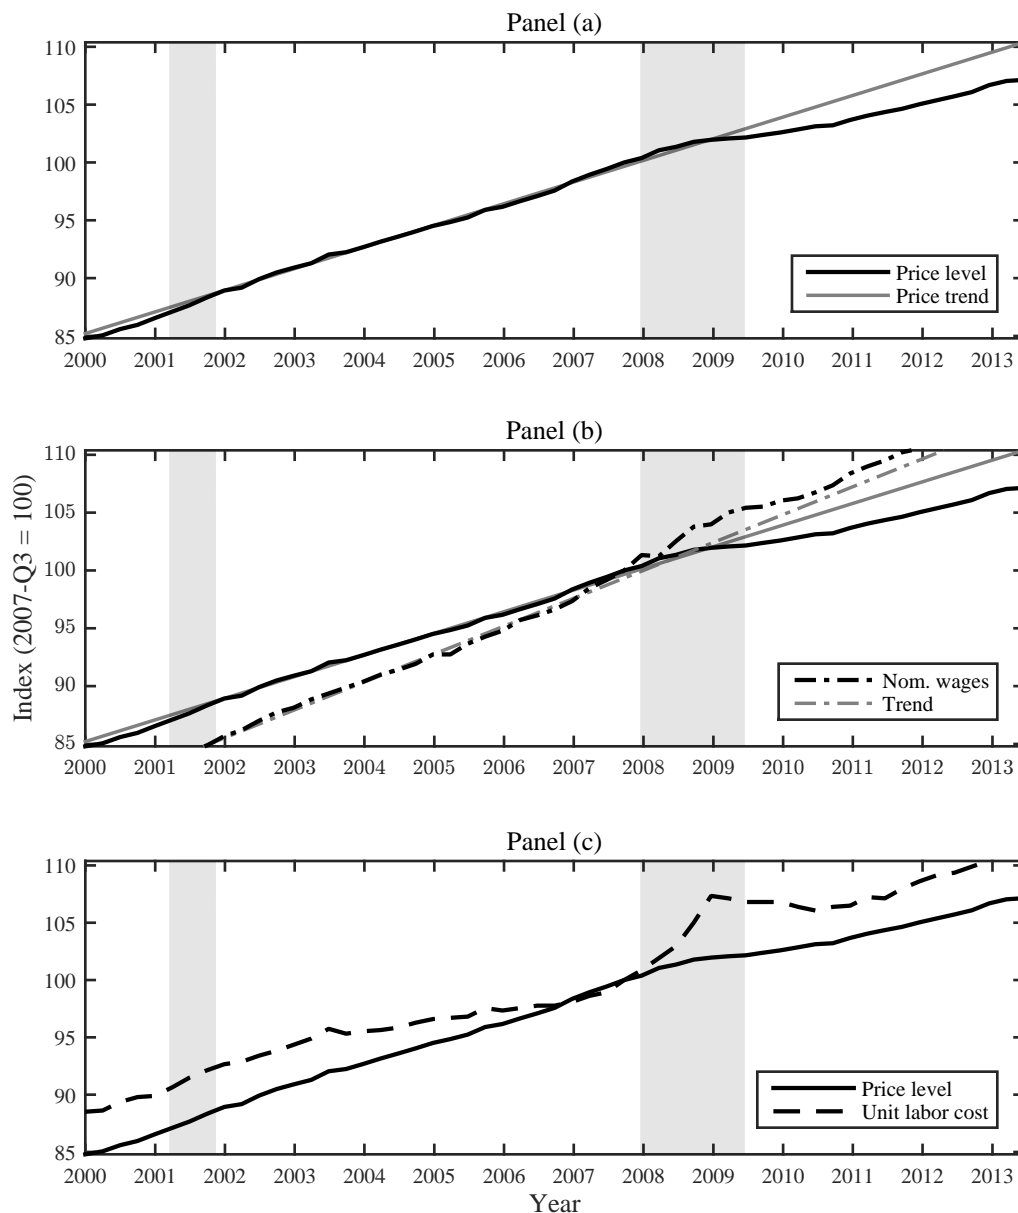 Panel (a)
110
105
100
95
90
85
Price level
Price trend
2000 2001 2002 2003 2004 2005 2006 2007 2008 2009 2010 2011 2012 2013
Panel (b)
Index (2007-Q3 = 100)
110
105
100
95
90
85
Nom. wages
Trend
2000 2001 2002 2003 2004 2005 2006 2007 2008 2009 2010 2011 2012 2013
Panel (c)
110
105
100
95
90
85
Price level
Unit labor cost
2000 2001 2002 2003 2004 2005 2006 2007 2008 2009 2010 2011 2012 2013
Year